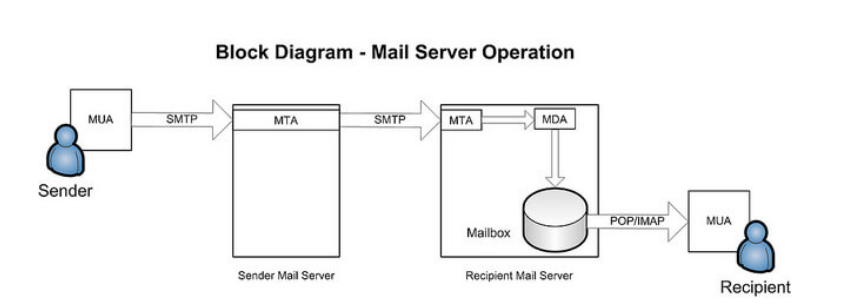 Block Diagram - Mail Server Operation
MUA
SMTP
MTA
SMTP
MTA
MDA
Sender
Mailbox
POP/IMAP
MUA
Sender Mail Server
Recipient Mail Server
Recipient